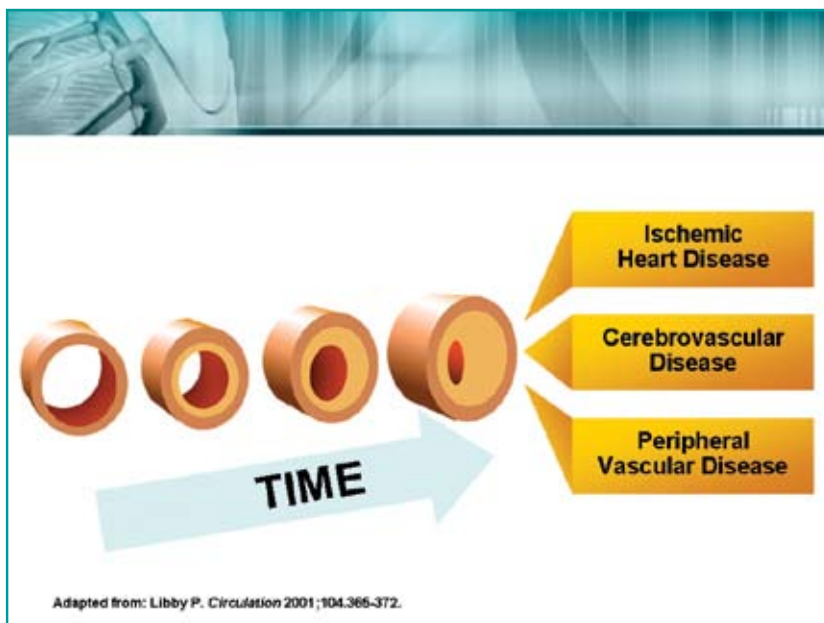 Ischemic
Heart Disease
Cerebrovascular
Disease
Peripheral
Vascular Disease
TIME
Adapted from: Libby P. Circulation 2001;104.365-372.